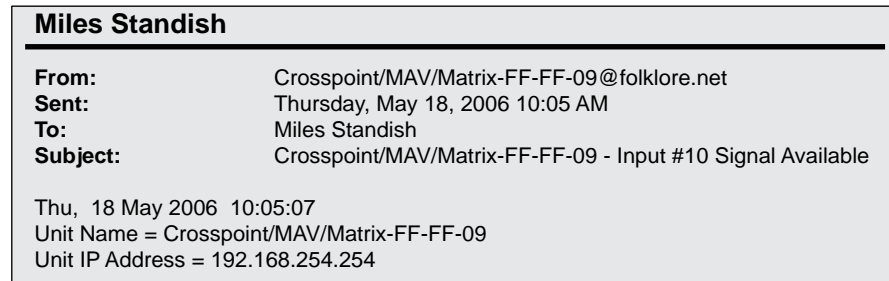 Miles Standish
From: Crosspoint/MAV/Matrix-FF-FF-09@folklore.net
Sent: Thursday, May 18, 2006 10:05 AM
To: Miles Standish
Subject: Crosspoint/MAV/Matrix-FF-FF-09 - Input #10 Signal Available
Thu,  18 May 2006  10:05:07
Unit Name = Crosspoint/MAV/Matrix-FF-FF-09
Unit IP Address = 192.168.254.254